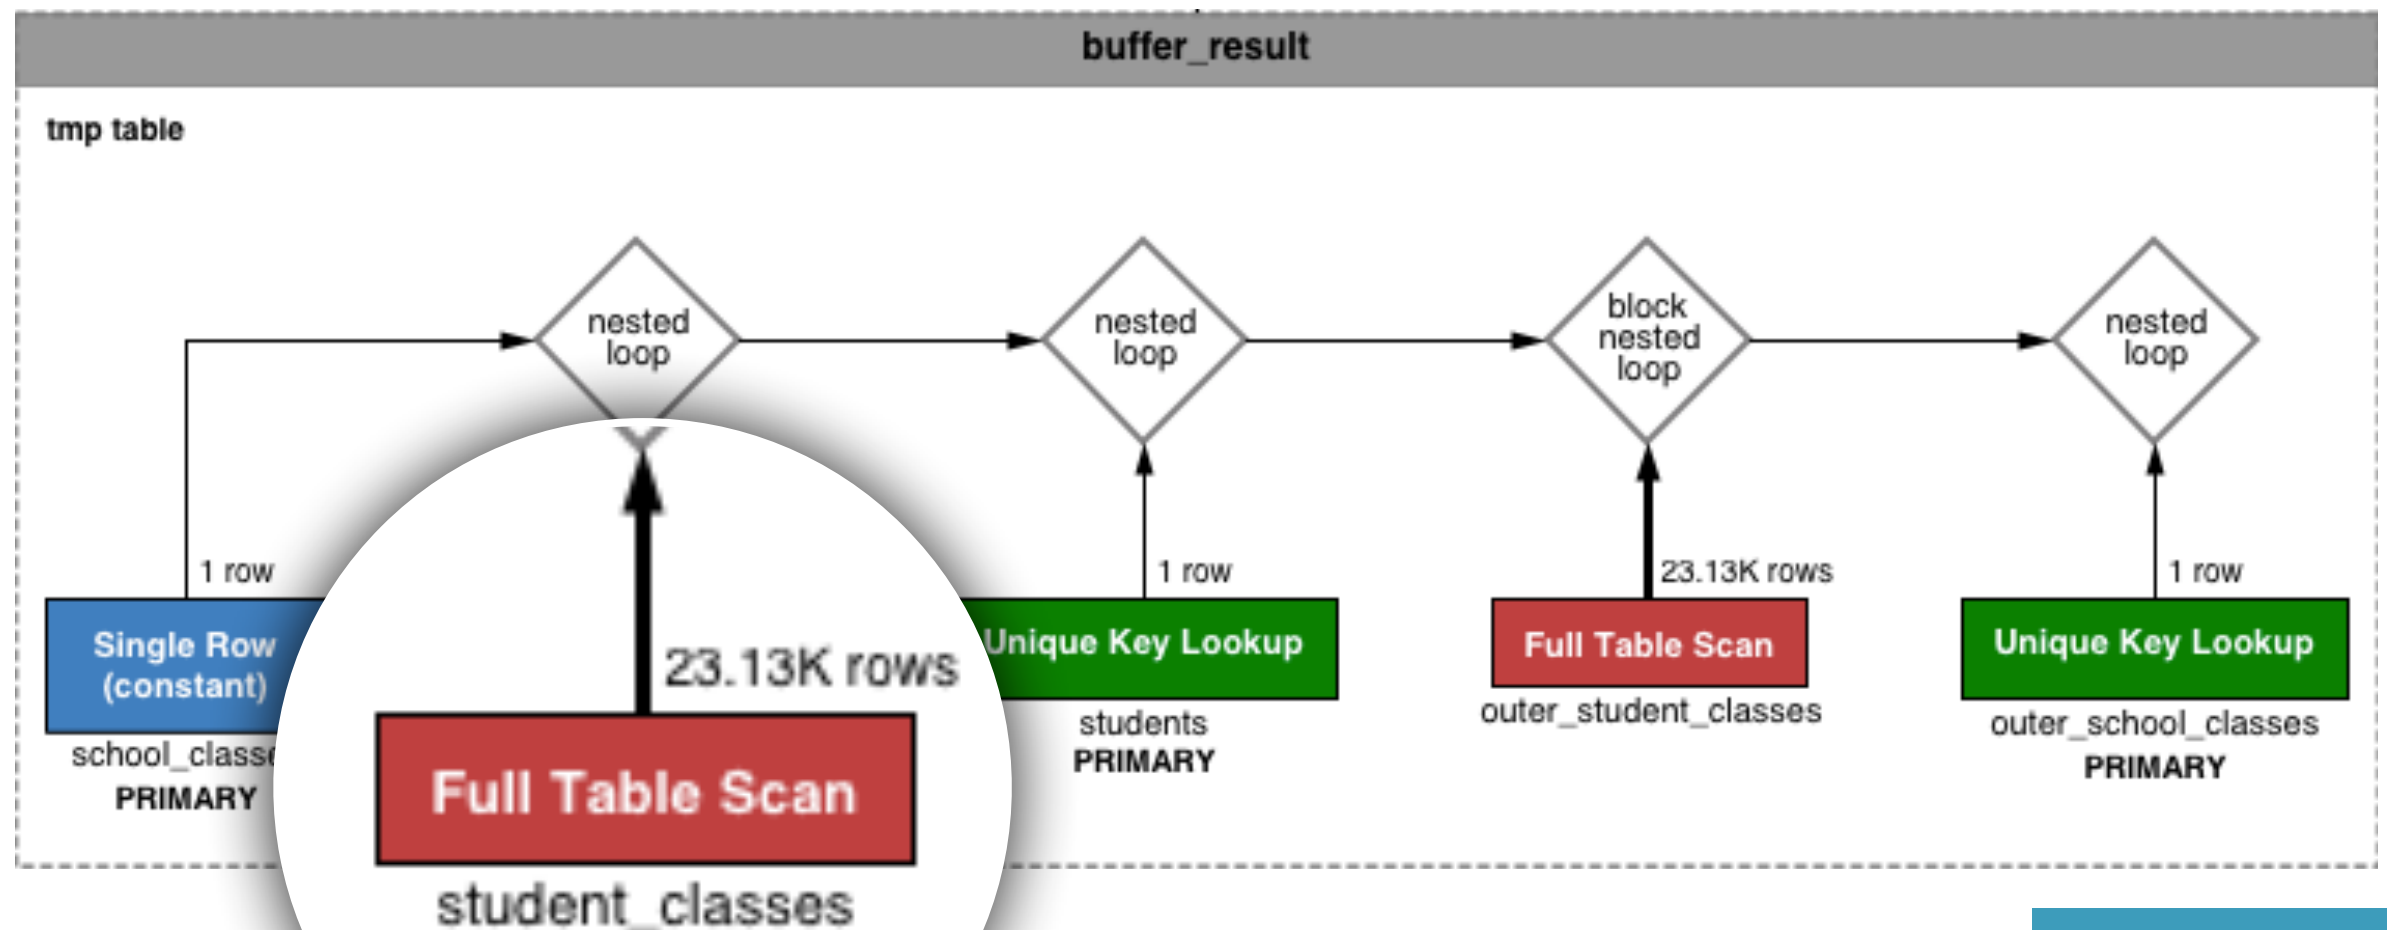 buffer_result
tmp table
nested
loop
nested
loop
block
nested
loop
nested
loop
1 row
23.13K rows
1 row
23.13K rows
1 row
Single Row
(constant)
school_classe
PRIMARY
Full Table Scan
student_classes
Unique Key Lookup
students
PRIMARY
Full Table Scan
outer_student_classes
Unique Key Lookup
outer_school_classes
PRIMARY